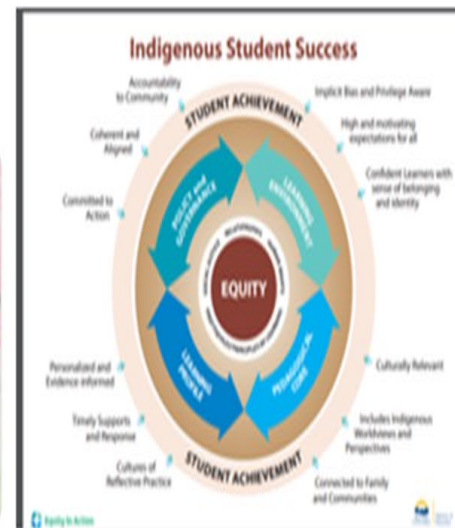 Indigenous Student Success
Accountability
to Community
STUDENT ACHIEVEMENT
Implicit Bias and Privilege Aware
Coherent and
Aligned
High and motivating
expectations for all
Confident Learners with
sense of belonging
and identity
Committed to
Action
POLICY and
GOVERNANCE
LEARNING
ENVIRONMENT
EQUITY
LEARNING
PROFILE
PEDAGOGICAL
CORE
Personalized and
Evidence-informed
Culturally Relevant
Timely Supports
and Response
Includes Indigenous
Worldviews and
Perspectives
Cultures of
Reflective Practice
STUDENT ACHIEVEMENT
Connected to Family
and Communities
Equity in Action